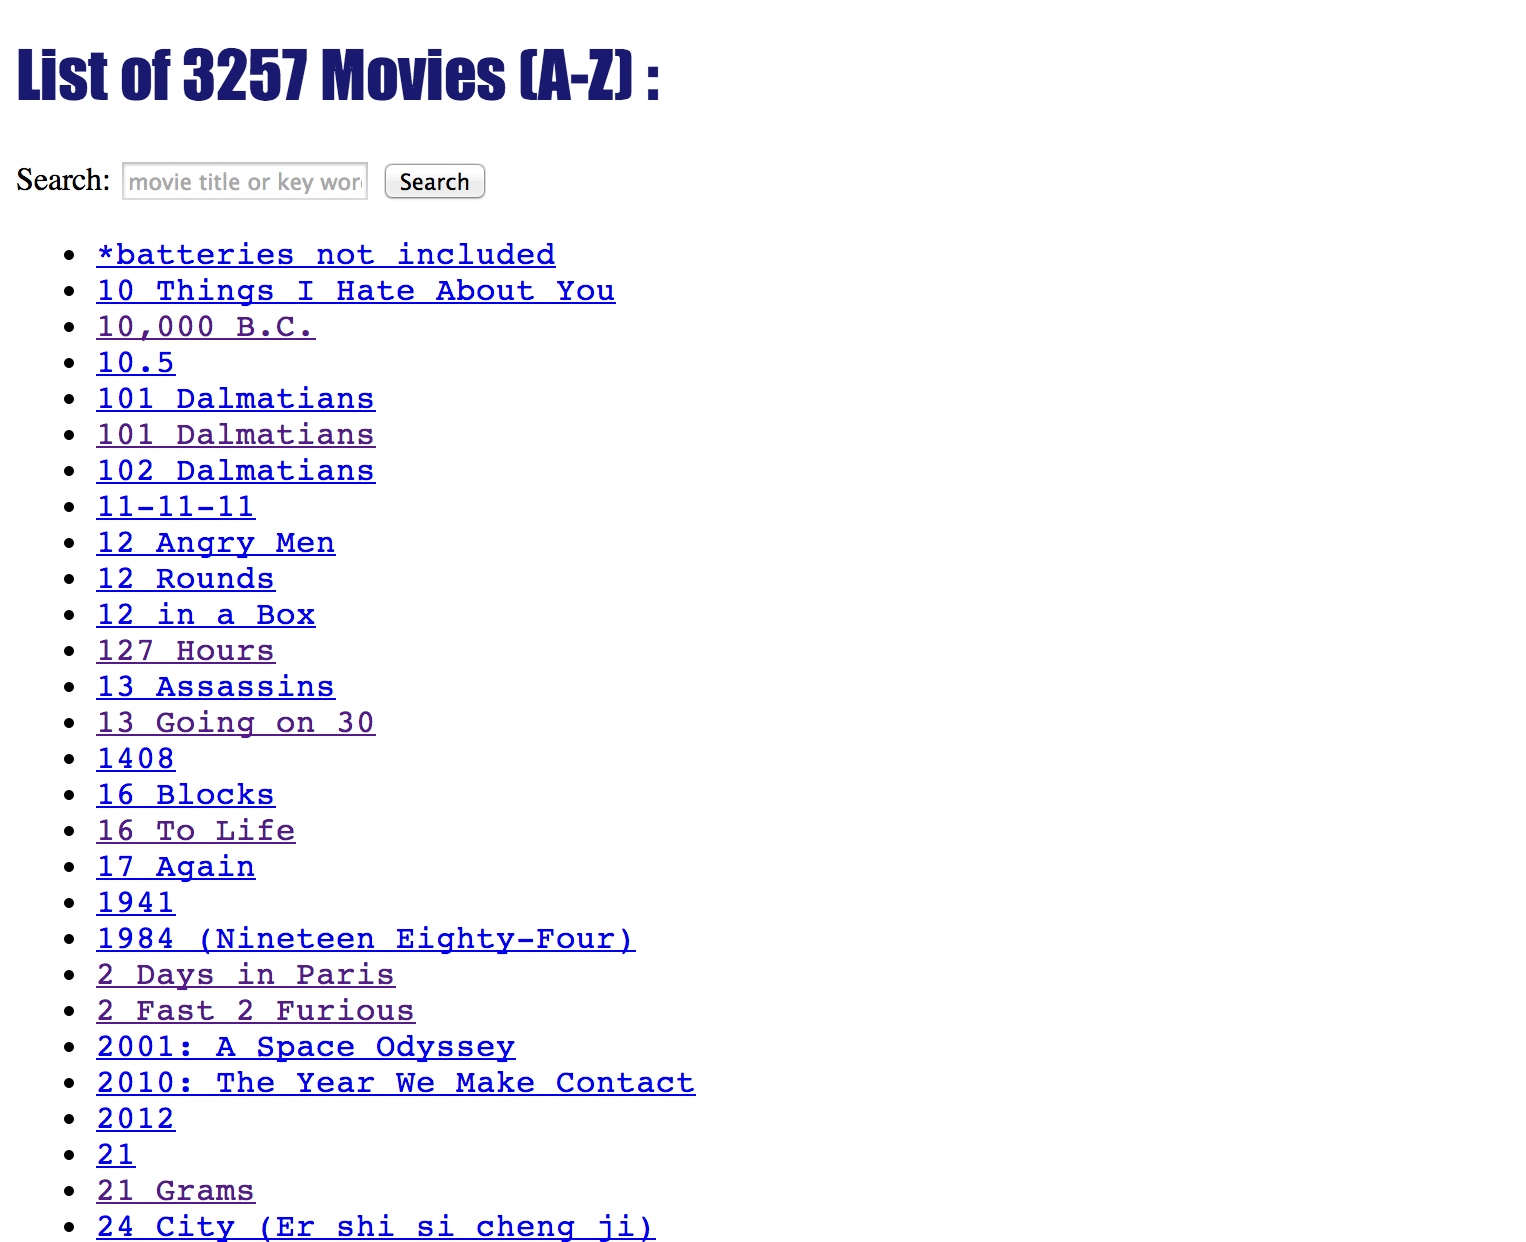 List of 3257 Movies (A-Z) :
Search: movie title or key wor Search
*batteries not included
10 Things I Hate About You
10,000 B.C.
10.5
101 Dalmatians
101 Dalmatians
102 Dalmatians
11-11-11
12 Angry Men
12 Rounds
12 in a Box
127 Hours
13 Assassins
13 Going on 30
1408
16 Blocks
16 To Life
17 Again
1941
1984 (Nineteen Eighty-Four)
2 Days in Paris
2 Fast 2 Furious
2001: A Space Odyssey
2010: The Year We Make Contact
2012
21
21 Grams
24 City (Er shi si cheng ji)